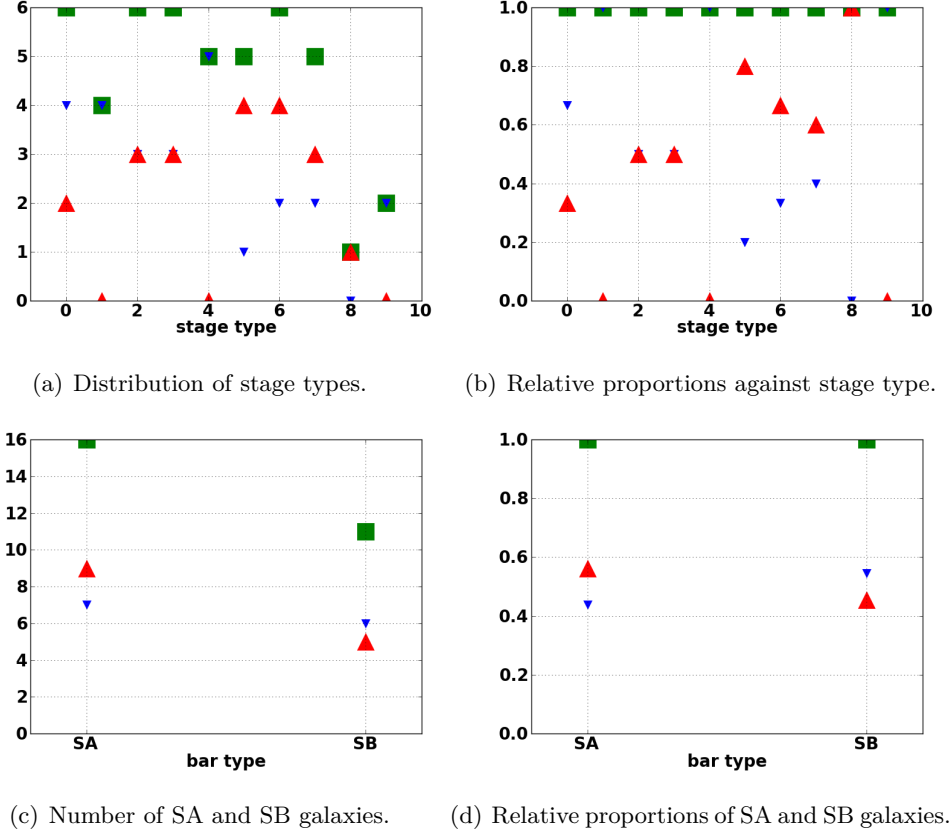 6
5
4
3
2
1
0
0 2 4 6 8 10
stage type
(a) Distribution of stage types.
1.0
0.8
0.6
0.4
0.2
0.0
0 2 4 6 8 10
stage type
(b) Relative proportions against stage type.
16
14
12
10
8
6
4
2
0
SA SB
bar type
(c) Number of SA and SB galaxies.
1.0
0.8
0.6
0.4
0.2
0.0
SA SB
bar type
(d) Relative proportions of SA and SB galaxies.